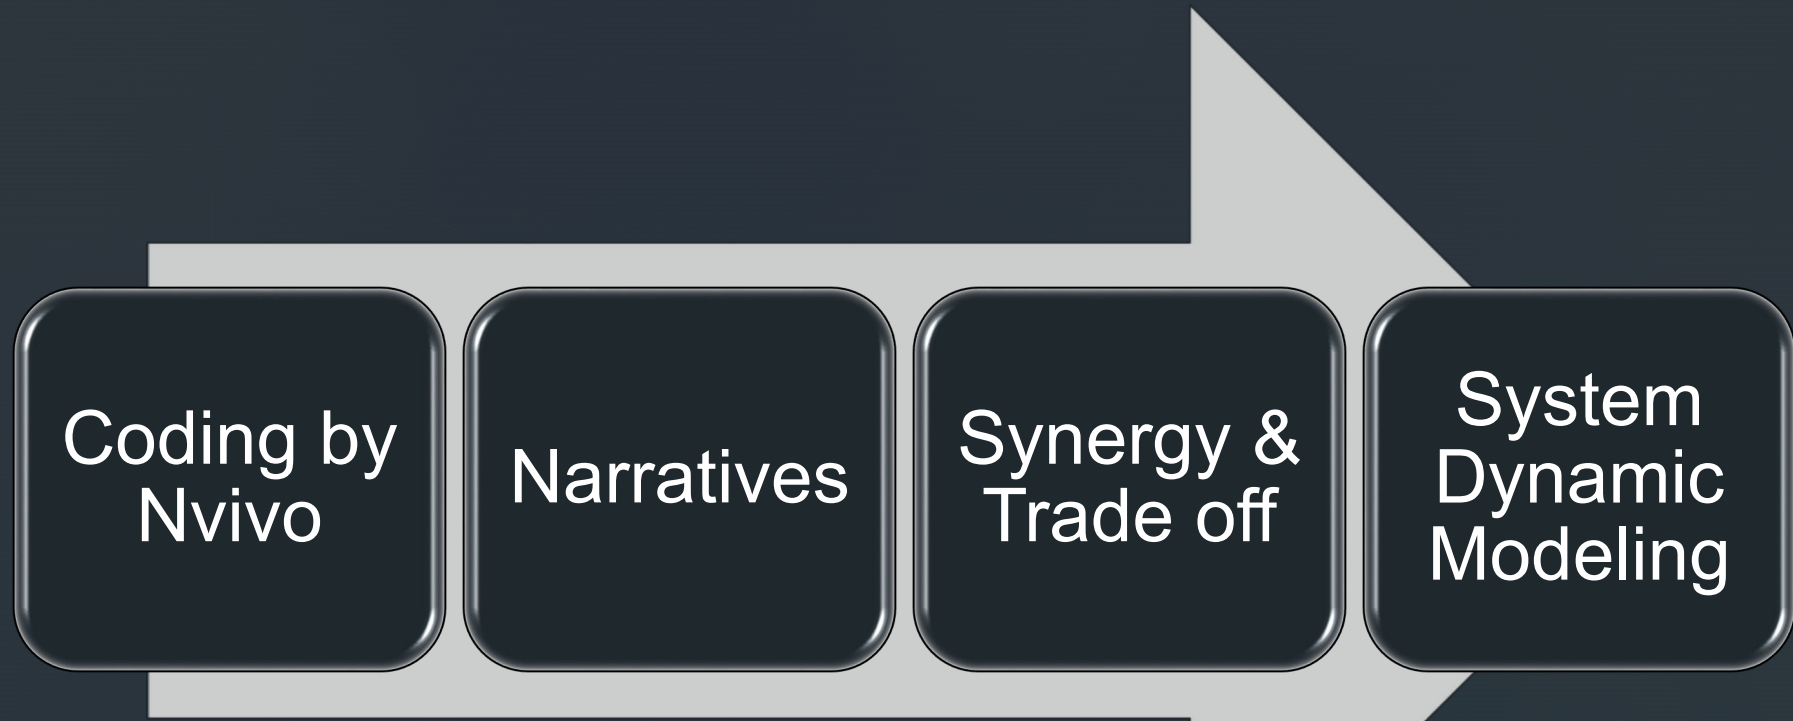 Coding by
Nvivo
Narratives
Synergy &
Trade off
System
Dynamic
Modeling